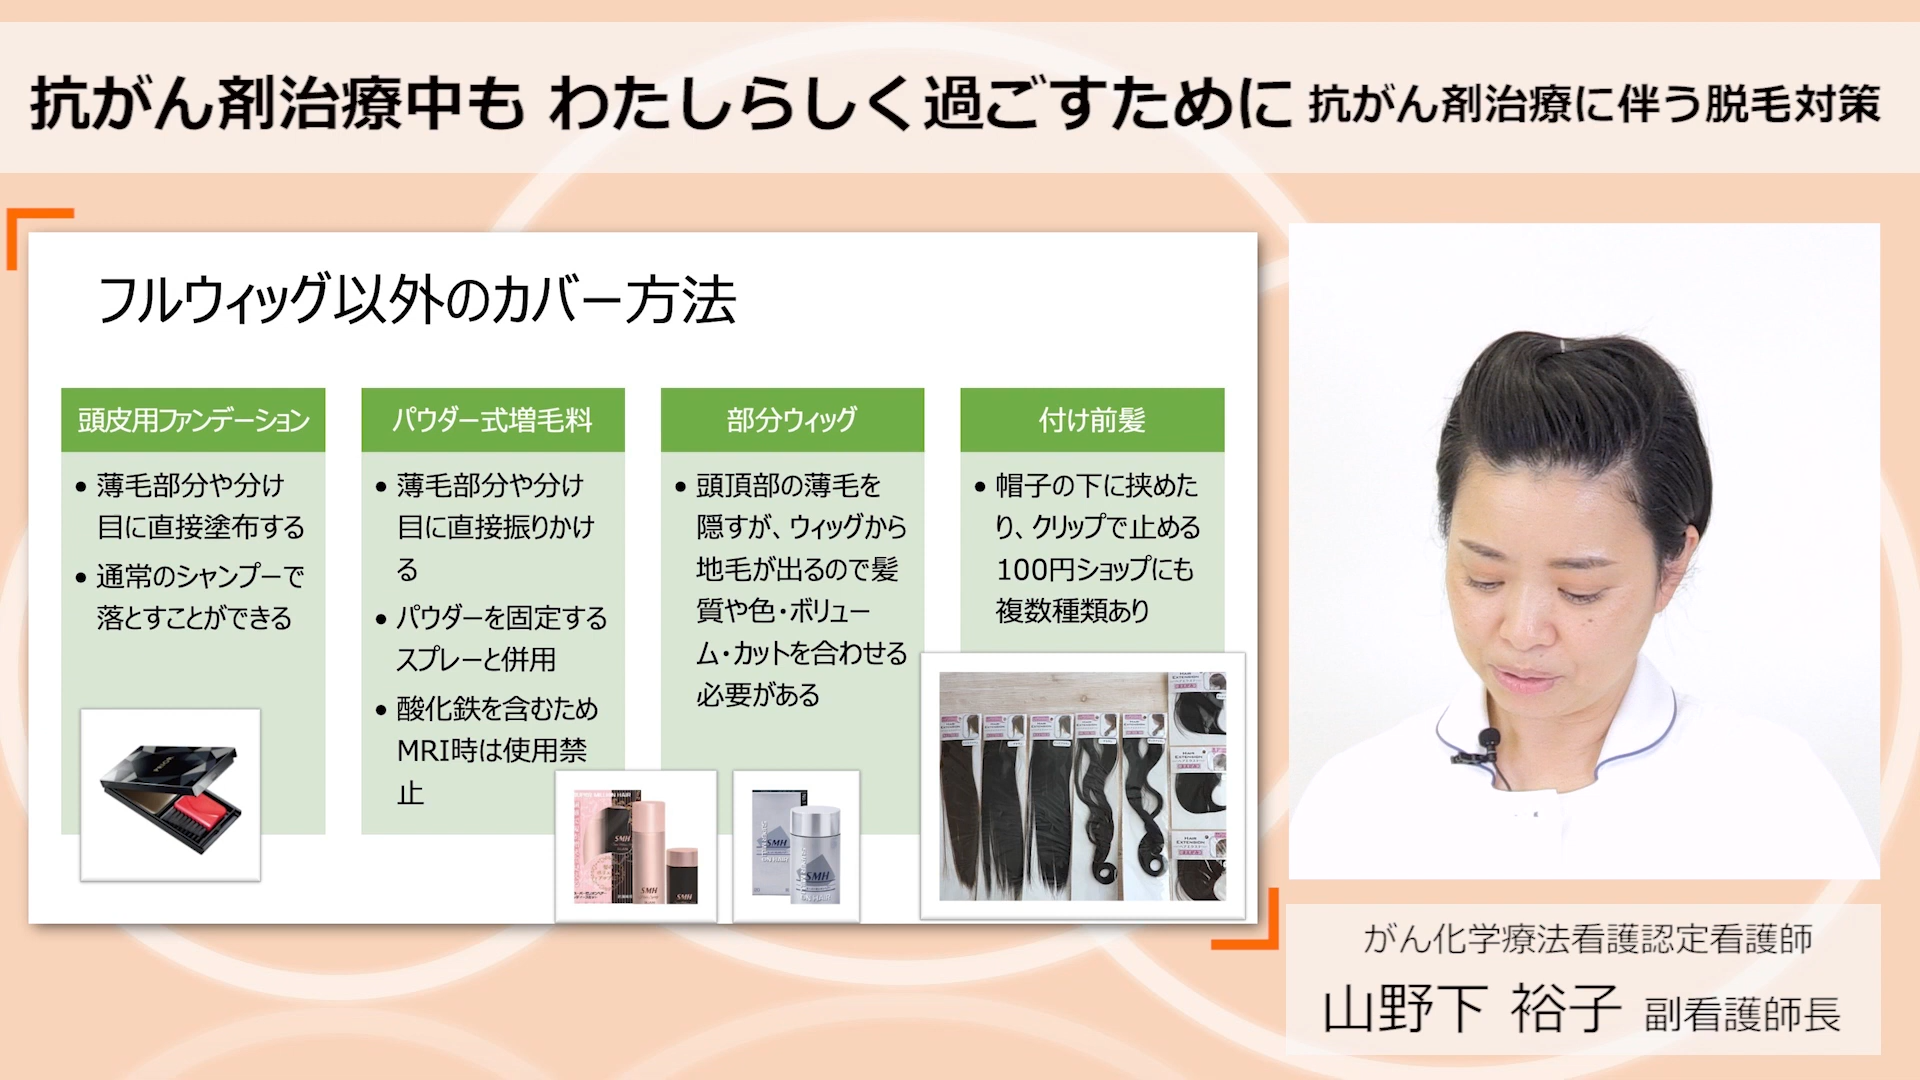 抗がん剤治療中も わたしらしく過ごすために 抗がん剤治療に伴う脱毛対策
フルウィッグ以外のカバー方法
頭皮用ファンデーション
• 薄毛部分や分け
目に直接塗布する
• 通常のシャンプーで
落とすことができる
パウダー式増毛料
• 薄毛部分や分け
目に直接振りかけ
る
• パウダーを固定する
スプレーと併用
• 酸化鉄を含むため
MRI時は使用禁
止
部分ウィッグ
• 頭頂部の薄毛を
隠すが、ウィッグから
地毛が出るので髪
質や色・ボリュー
ム・カットを合わせる
必要がある
付け前髪
• 帽子の下に挟めた
り、クリップで止める
100円ショップにも
複数種類あり
SMH
SMH
SMH
SMH
SMH
HAIR
EXTENSION
HAIR
EXTENSION
HAIR
EXTENSION
がん化学療法看護認定看護師
山野下 裕子 副看護師長